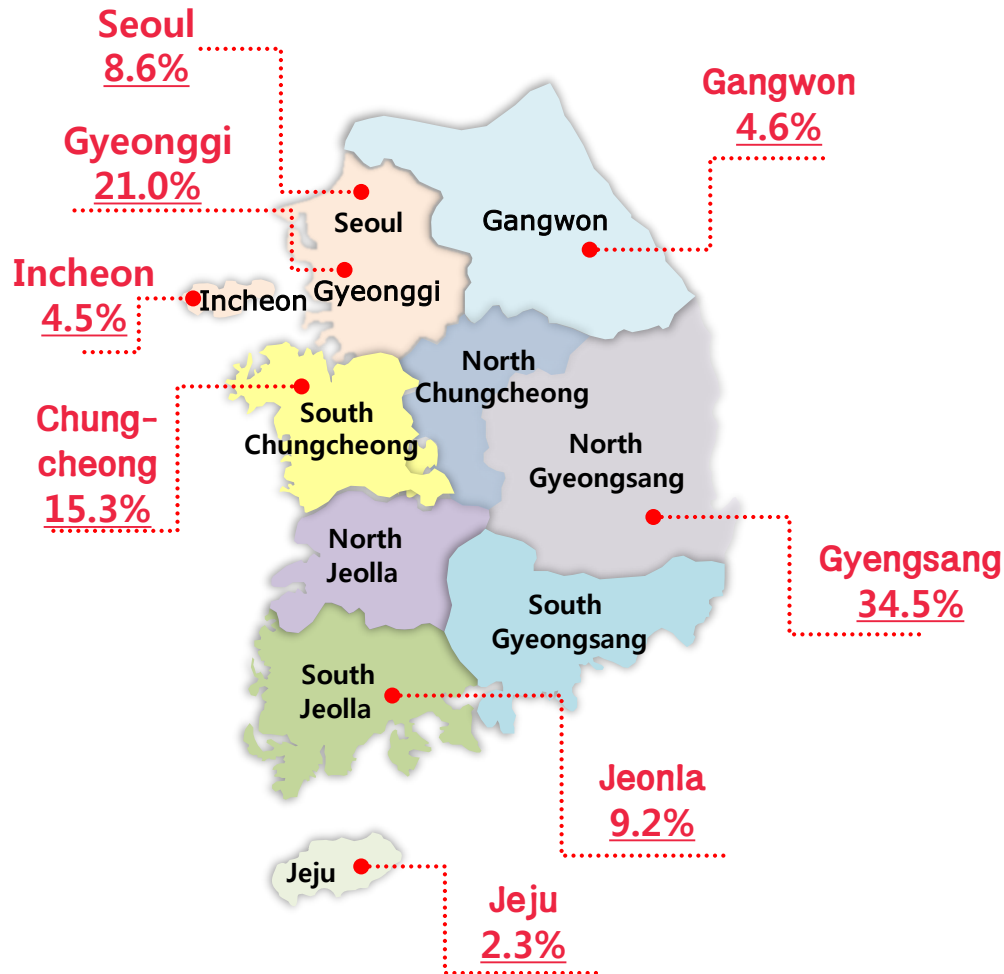 Seoul
8.6%
Gangwon
4.6%
Gyeonggi
21.0%
Seoul
Gangwon
Incheon
4.5%
Incheon
Gyeonggi
North
Chungcheong
Chung-
cheong
15.3%
South
Chungcheong
North
Gyeongsang
North
Jeolla
Gyengsang
34.5%
South
Gyeongsang
South
Jeolla
Jeonla
9.2%
Jeju
Jeju
2.3%